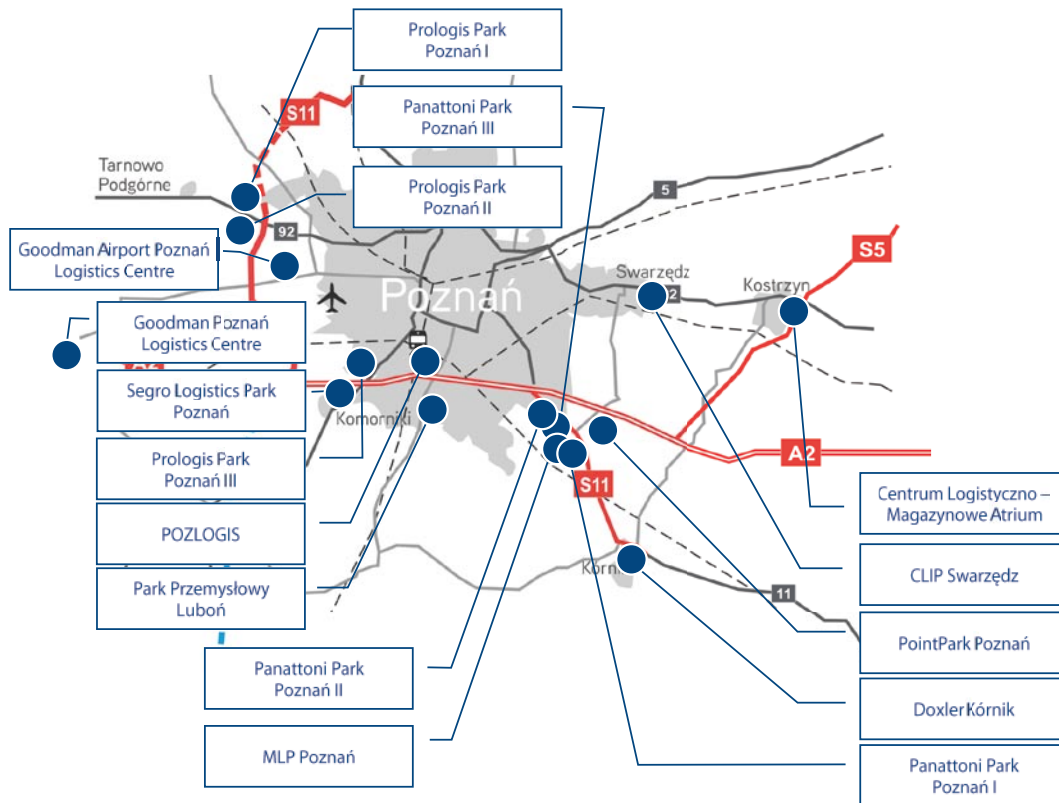 Prologis Park
Poznań I
S11
Panattoni Park
Poznań III
Tarnowo
Podgórne
Prologis Park
Poznań II
5
92
Goodman Airport Poznań
Logistics Centre
S5
Swarzędz
Kostrzyn
Poznań
Goodman Poznań
Logistics Centre
Segro Logistics Park
Poznań
Komorniki
Prologis Park
Poznań III
A2
S11
Centrum Logistyczno –
Magazynowe Atrium
POZLOGIS
CLIP Swarzędz
Park Przemysłowy
Luboń
11
PointPark Poznań
Panattoni Park
Poznań II
Doxler Kórnik
MLP Poznań
Panattoni Park
Poznań I